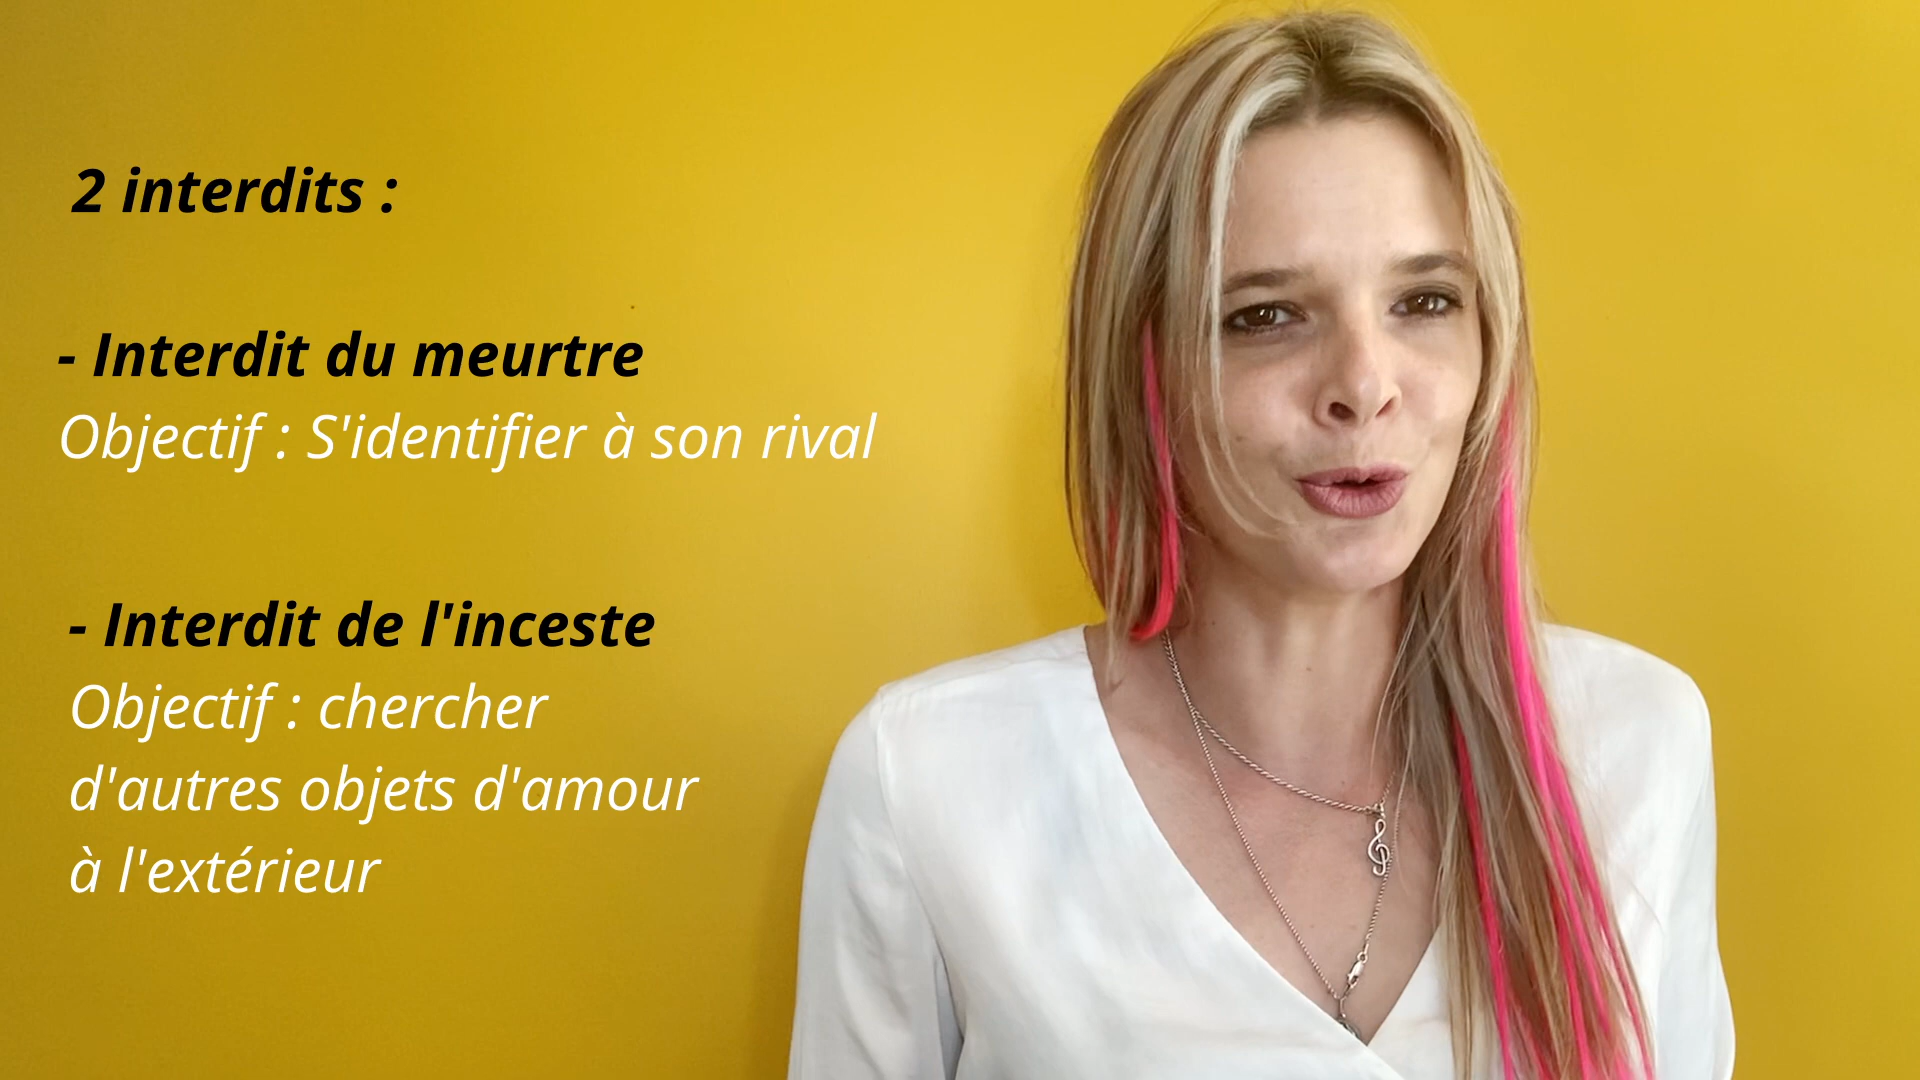 2 interdits :
- Interdit du meurtre
Objectif : S'identifier à son rival
- Interdit de l'inceste
Objectif : chercher
d'autres objets d'amour
à l'extérieur